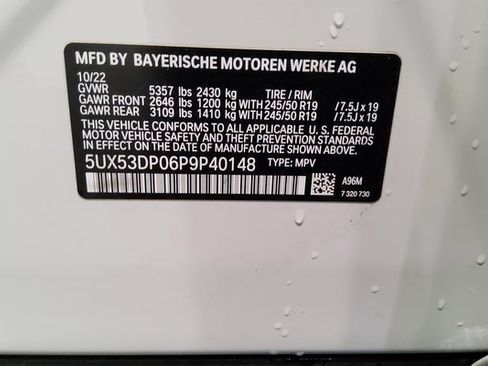 MFD BY BAYERISCHE MOTOREN WERKE AG
10/22
GVWR 5357 lbs 2430 kg TIRE / RIM
GAWR FRONT 2646 lbs 1200 kg WITH 245/50 R19 / 7.5J x 19
GAWR REAR 3109 lbs 1410 kg WITH 245/50 R19 / 7.5J x 19
THIS VEHICLE CONFORMS TO ALL APPLICABLE U. S. FEDERAL
MOTOR VEHICLE SAFETY AND THEFT PREVENTION STANDARDS
IN EFFECT ON THE DATE OF MANUFACTURE SHOWN ABOVE.
5UX53DP06P9P40148 TYPE: MPV
A96M
7 320 730